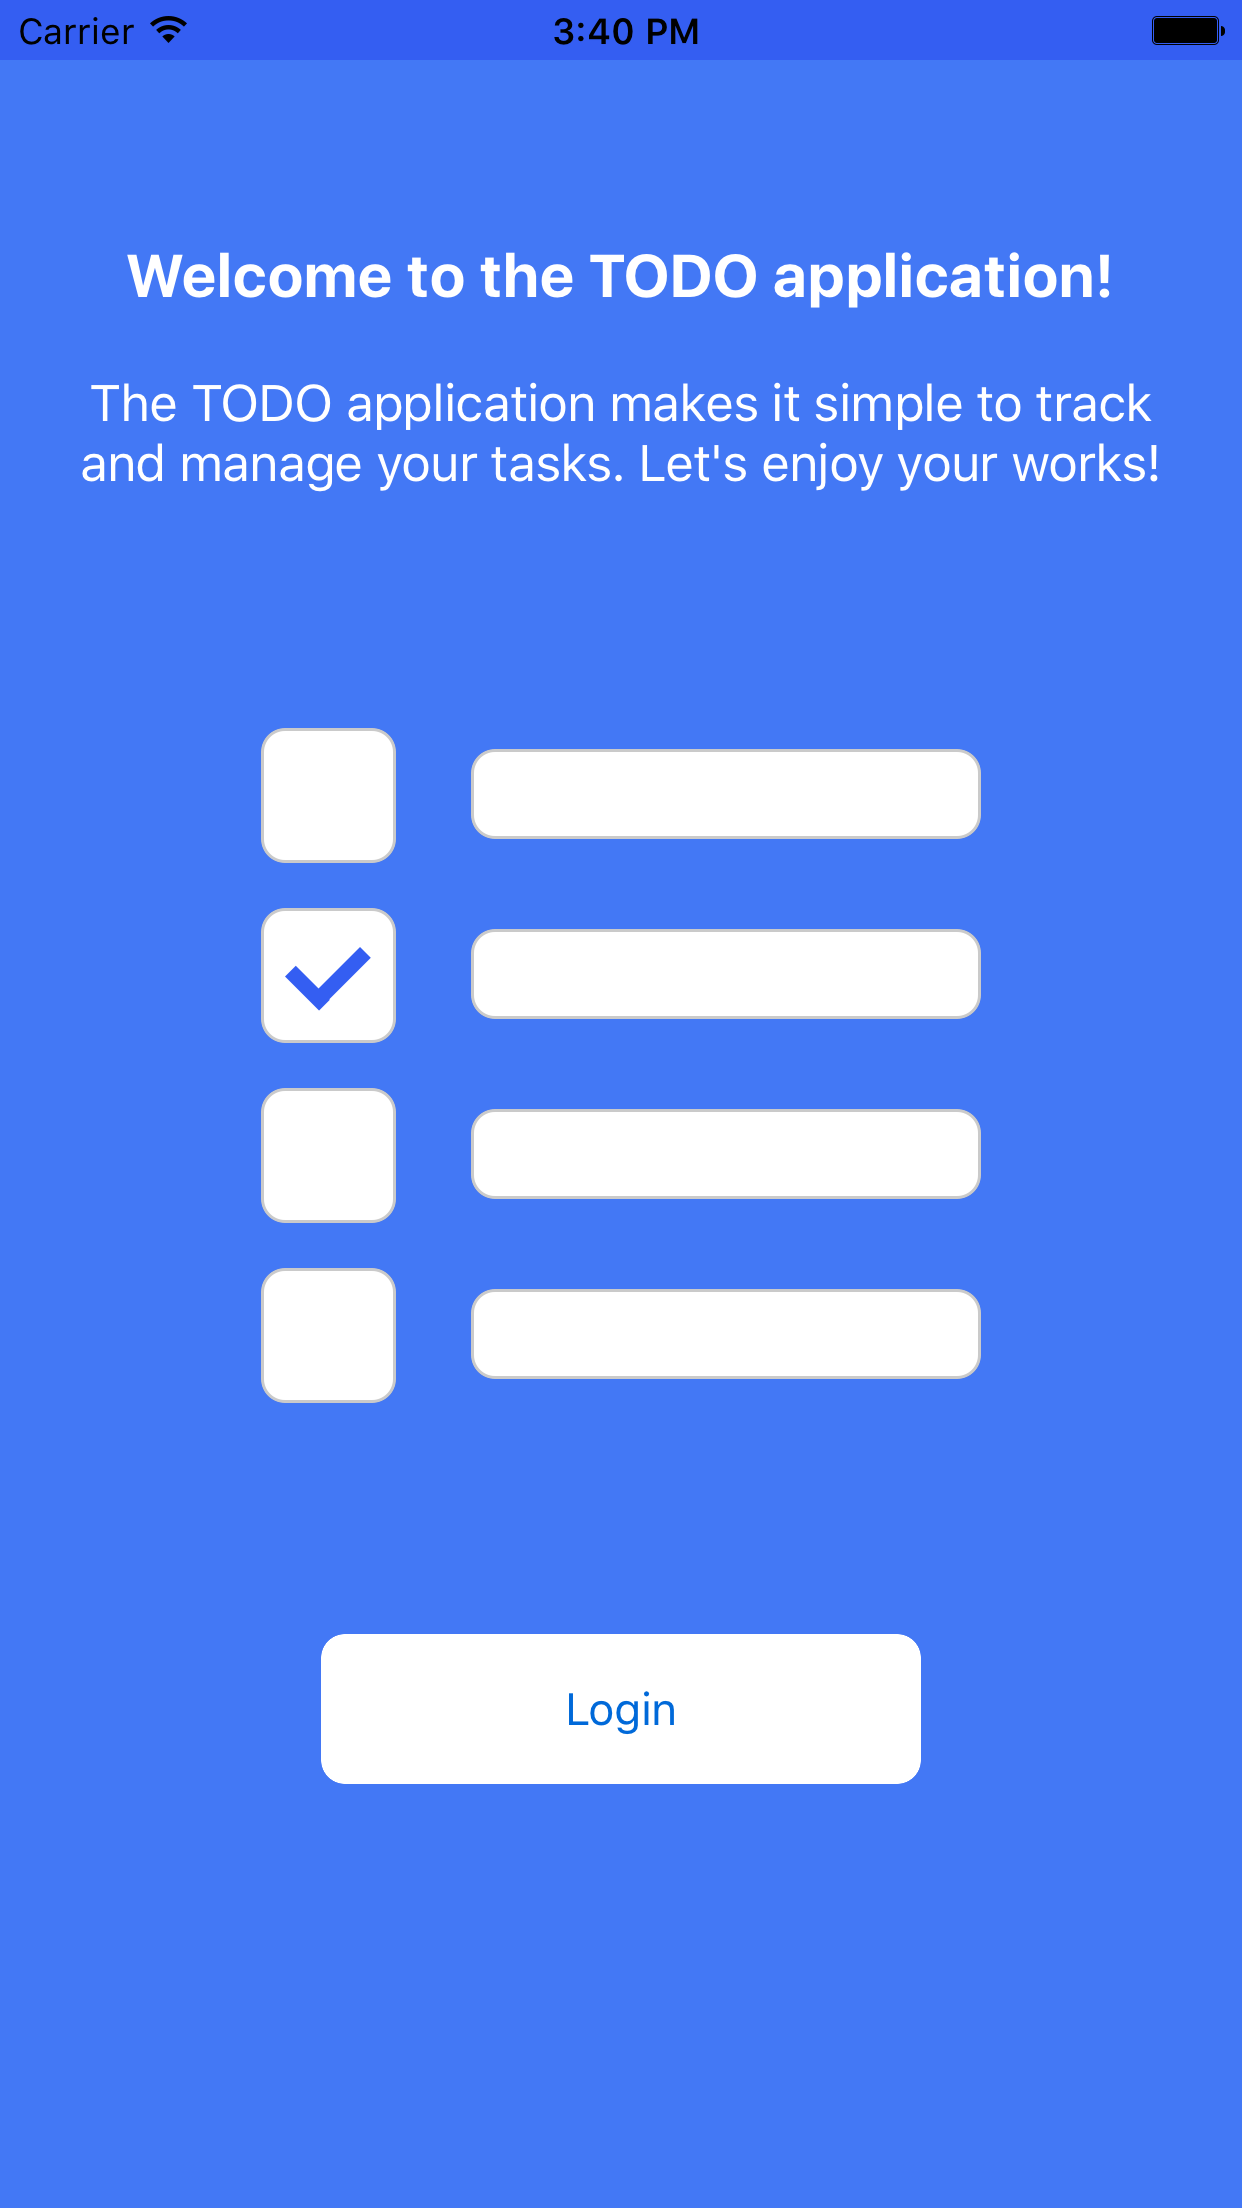 Carrier
3:40 PM
Welcome to the TODO application!
The TODO application makes it simple to track
and manage your tasks. Let's enjoy your works!
Login